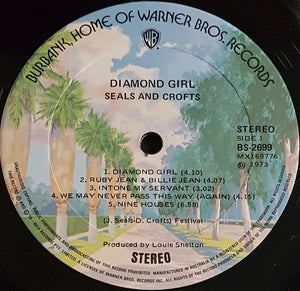 BURBANK, HOME OF WARNER BROS. RECORDS
WB
DIAMOND GIRL
SEALS AND CROFTS
STEREO
SIDE 1
BS-2699
MX169776
℗ 1973
1. DIAMOND GIRL (4.10)
2. RUBY JEAN & BILLIE JEAN (4.07)
3. INTONE MY SERVANT (3.02)
4. WE MAY NEVER PASS THIS WAY (AGAIN) (4.15)
5. NINE HOUSES (6.58)
(J. Seals-D. Crofts) Festival
Produced by Louie Shelton
STEREO